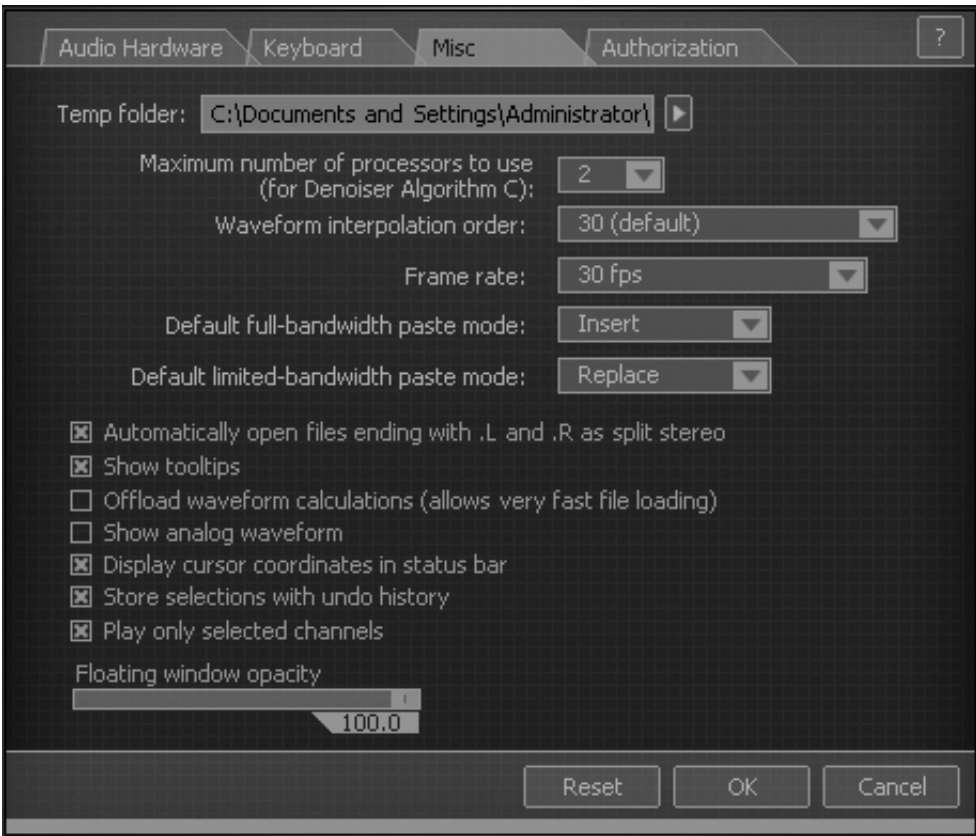 Audio Hardware Keyboard Misc Authorization ?
Temp folder: C:\Documents and Settings\Administrator\
Maximum number of processors to use
(for Denoiser Algorithm C): 2
Waveform interpolation order: 30 (default)
Frame rate: 30 fps
Default full-bandwidth paste mode: Insert
Default limited-bandwidth paste mode: Replace
Automatically open files ending with .L and .R as split stereo
Show tooltips
Offload waveform calculations (allows very fast file loading)
Show analog waveform
Display cursor coordinates in status bar
Store selections with undo history
Play only selected channels
Floating window opacity
100.0
Reset OK Cancel